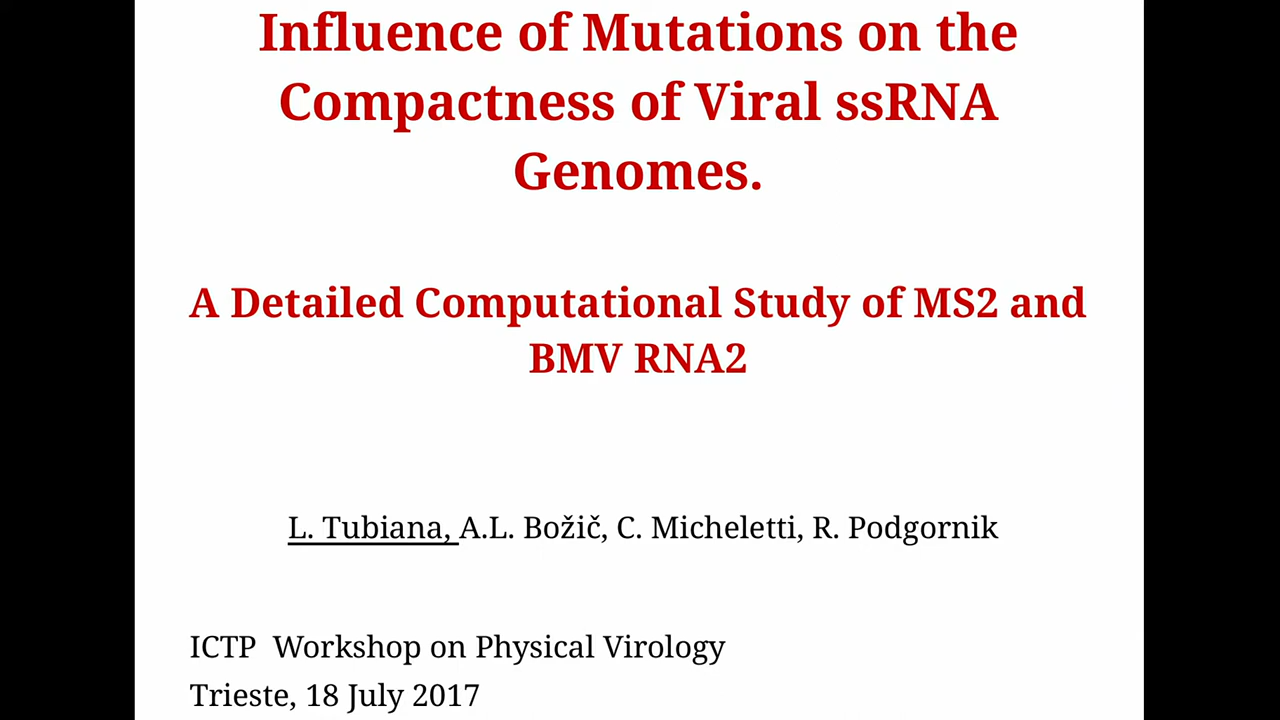 Influence of Mutations on the
Compactness of Viral ssRNA
Genomes.
A Detailed Computational Study of MS2 and
BMV RNA2
L. Tubiana, A.L. Božič, C. Micheletti, R. Podgornik
ICTP  Workshop on Physical Virology
Trieste, 18 July 2017